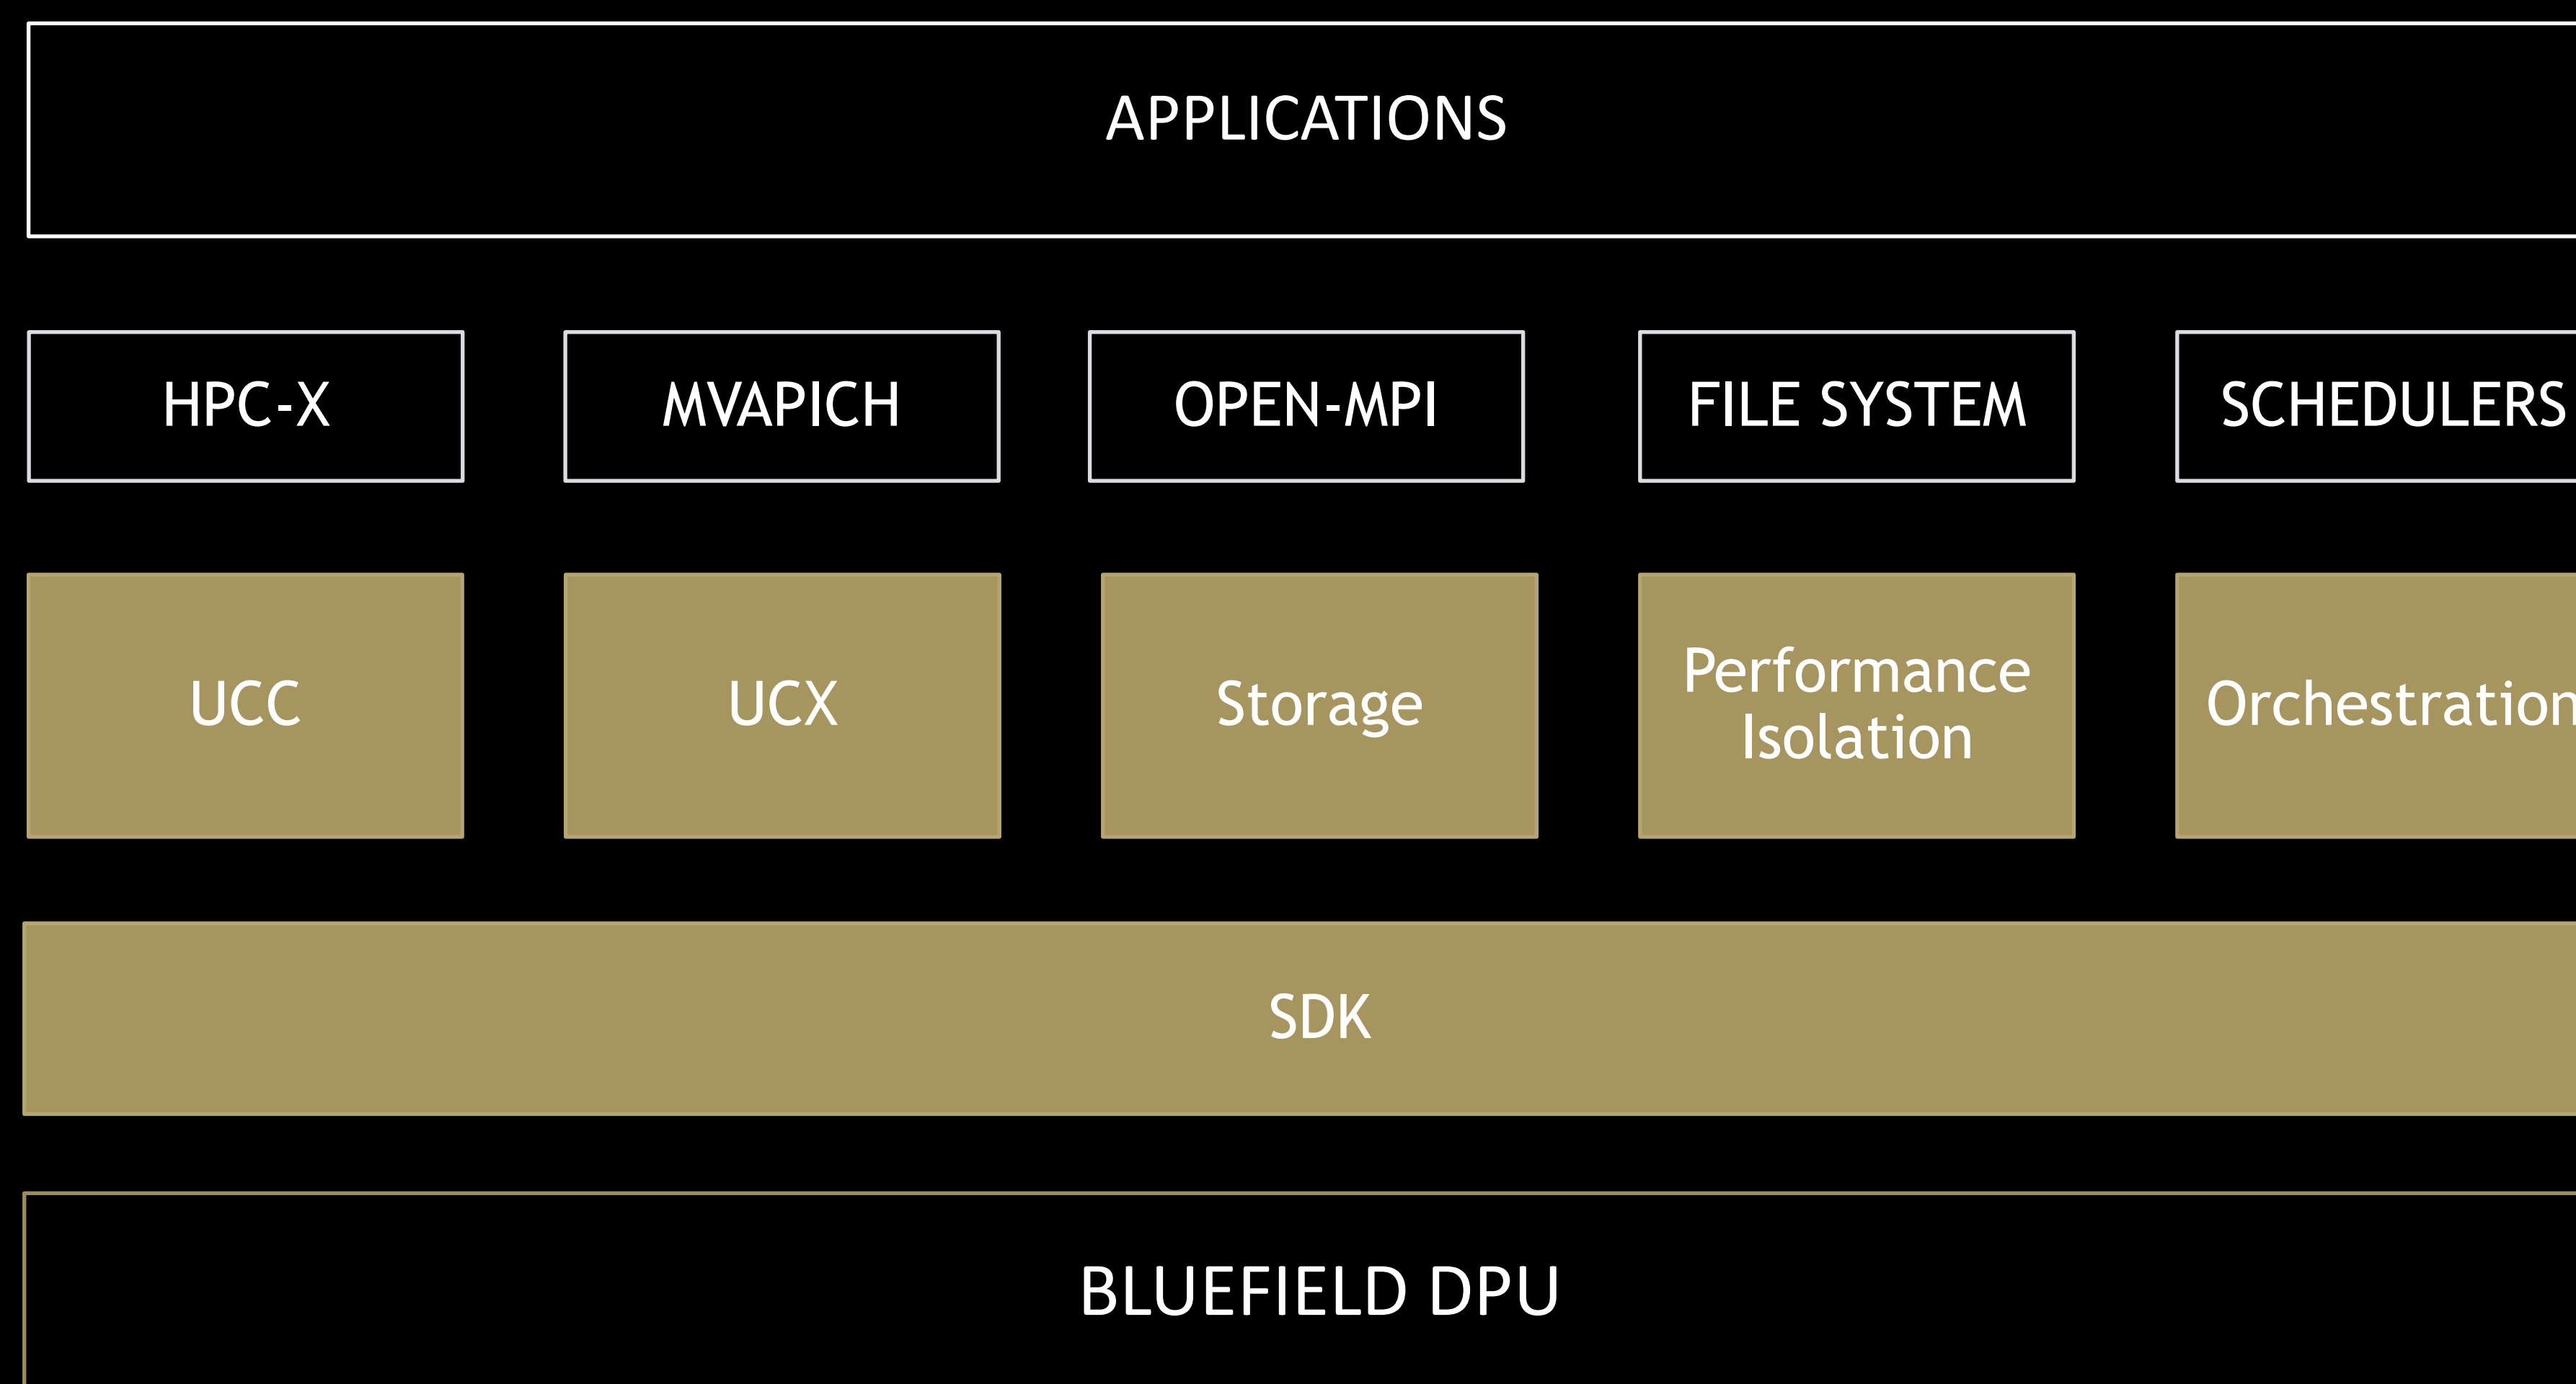 APPLICATIONS
HPC-X
MVAPICH
OPEN-MPI
FILE SYSTEM
SCHEDULERS
UCC
UCX
Storage
Performance
Isolation
Orchestration
SDK
BLUEFIELD DPU